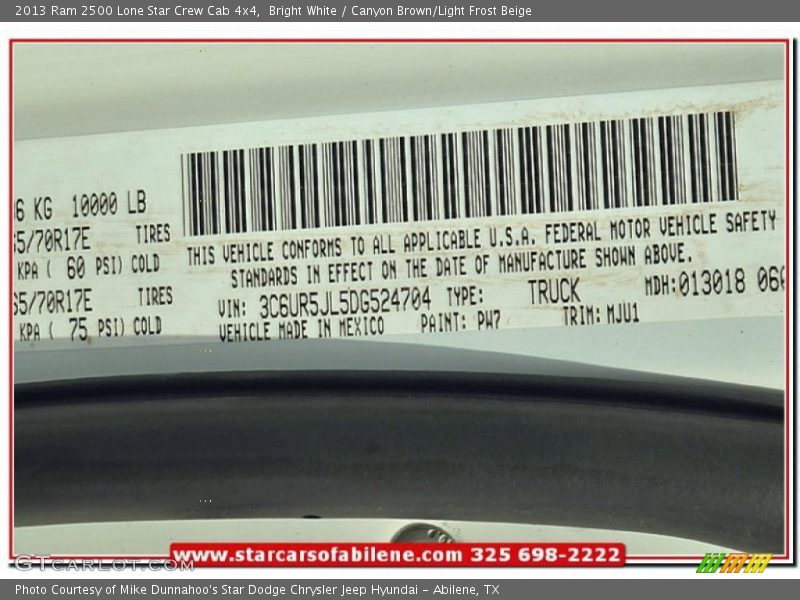 2013 Ram 2500 Lone Star Crew Cab 4x4,  Bright White / Canyon Brown/Light Frost Beige
6 KG 10000 LB
5/70R17E TIRES
KPA ( 60 PSI) COLD
5/70R17E TIRES
KPA ( 75 PSI) COLD
THIS VEHICLE CONFORMS TO ALL APPLICABLE U.S.A. FEDERAL MOTOR VEHICLE SAFETY
STANDARDS IN EFFECT ON THE DATE OF MANUFACTURE SHOWN ABOVE.
VIN: 3C6UR5JL5DG524704 TYPE: TRUCK MDH:013018 06
VEHICLE MADE IN MEXICO PAINT: PW7 TRIM: MJU1
www.starcarsofabilene.com 325 698-2222
GTCARLOT.COM
Photo Courtesy of Mike Dunnahoo's Star Dodge Chrysler Jeep Hyundai - Abilene, TX